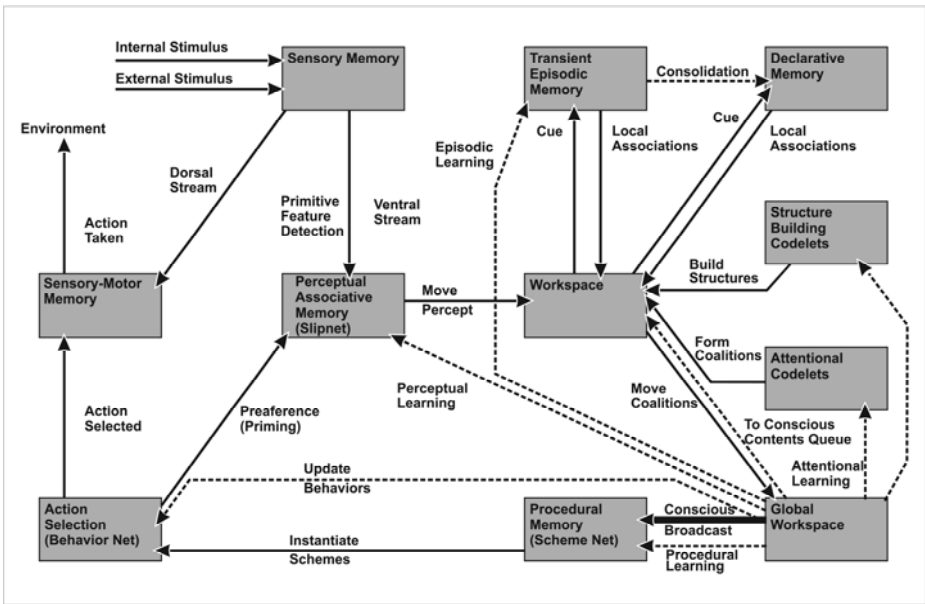 Internal Stimulus
External Stimulus
Sensory Memory
Transient
Episodic
Memory
Consolidation
Declarative
Memory
Environment
Dorsal
Stream
Action
Taken
Primitive
Feature
Detection
Ventral
Stream
Episodic
Learning
Cue
Local
Associations
Cue
Local
Associations
Structure
Building
Codelets
Sensory-Motor
Memory
Perceptual
Associative
Memory
(Slipnet)
Move
Percept
Workspace
Build
Structures
Form
Coalitions
Attentional
Codelets
Action
Selected
Preaference
(Priming)
Perceptual
Learning
Move
Coalitions
To Conscious
Contents Queue
Attentional
Learning
Update
Behaviors
Action
Selection
(Behavior Net)
Instantiate
Schemes
Procedural
Memory
(Scheme Net)
Conscious
Broadcast
Procedural
Learning
Global
Workspace